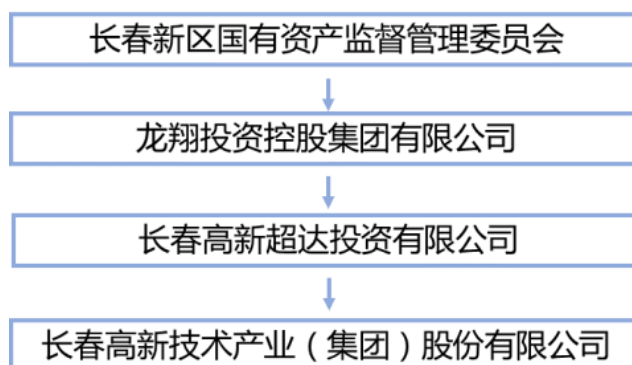 长春新区国有资产监督管理委员会
龙翔投资控股集团有限公司
长春高新超达投资有限公司
长春高新技术产业（集团）股份有限公司